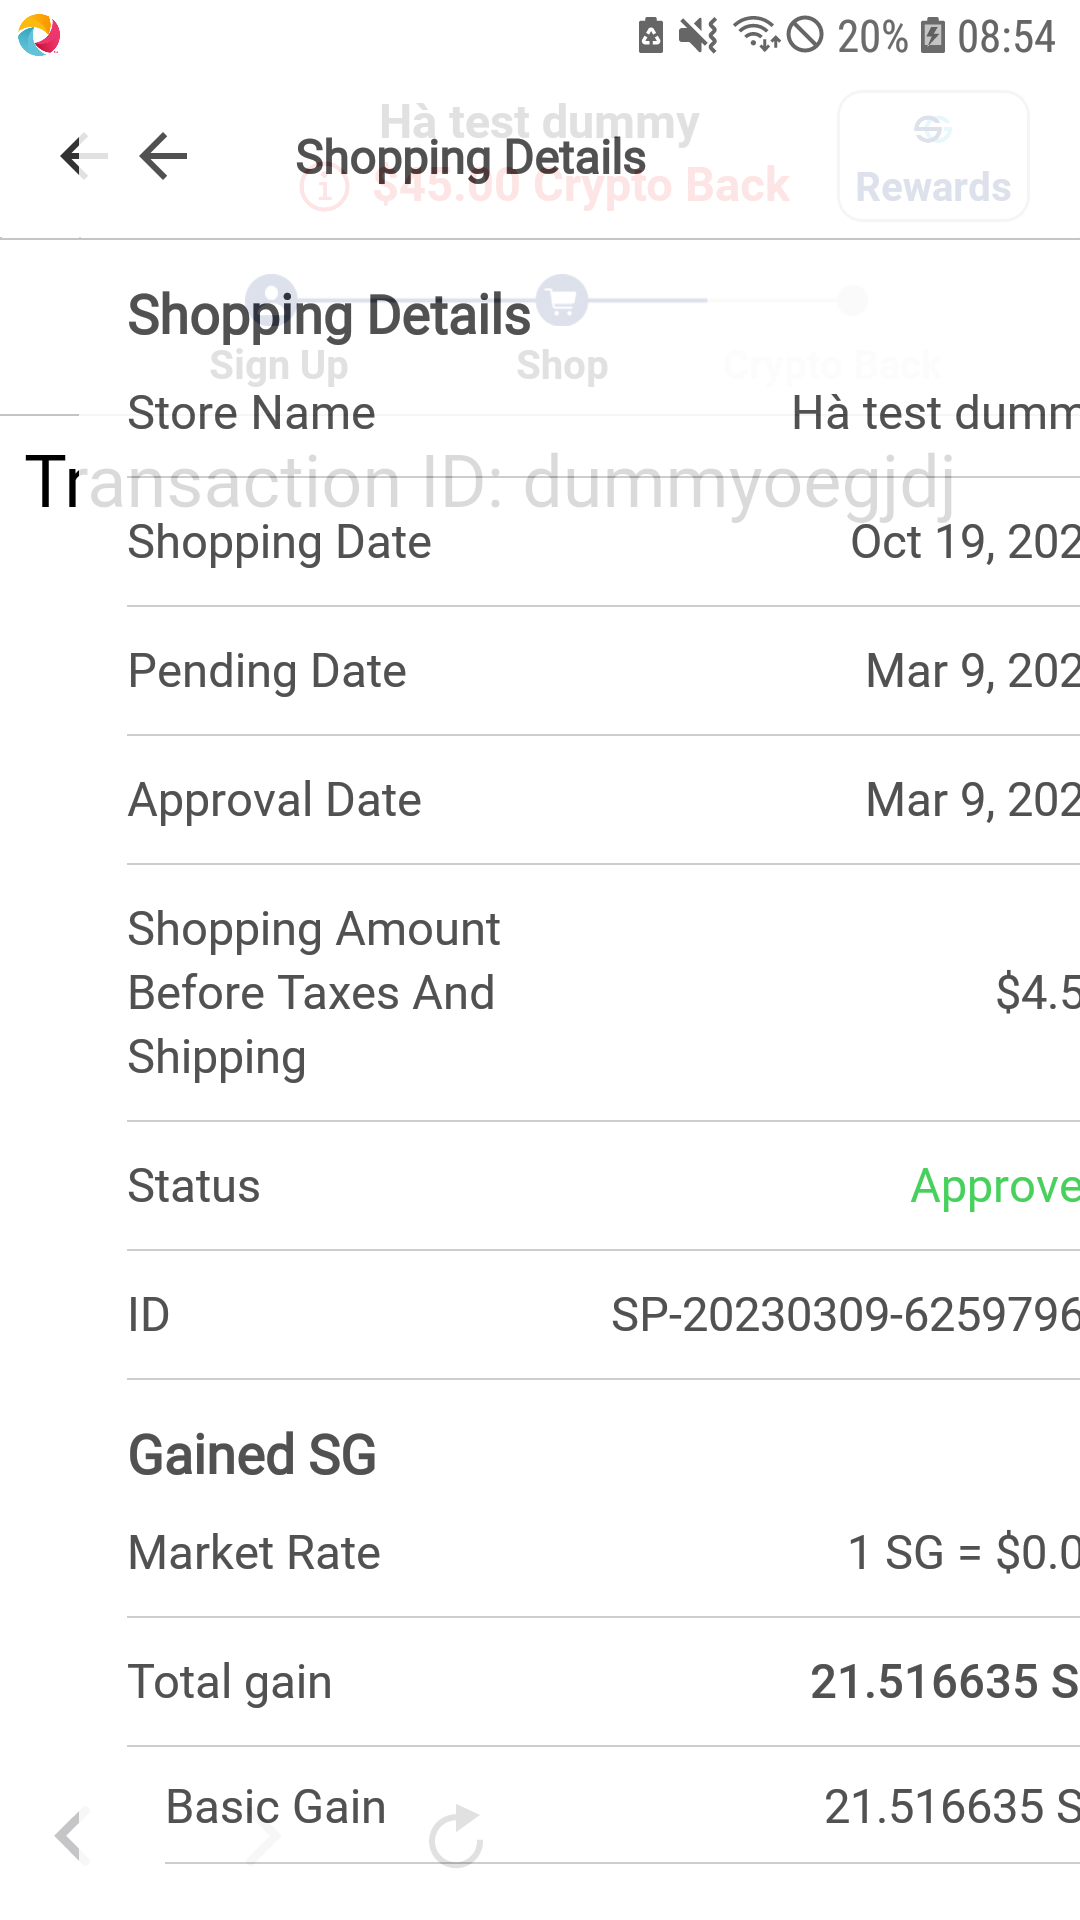 20% 08:54
Hà test dummy
Shopping Details
$45.00 Crypto Back
Rewards
Shopping Details
Sign Up Shop Crypto Back
Store Name Hà test dumm
Transaction ID: dummyoegjdj
Shopping Date Oct 19, 202
Pending Date Mar 9, 202
Approval Date Mar 9, 202
Shopping Amount
Before Taxes And $4.5
Shipping
Status Approve
ID SP-20230309-6259796
Gained SG
Market Rate 1 SG = $0.0
Total gain 21.516635 S
Basic Gain 21.516635 S